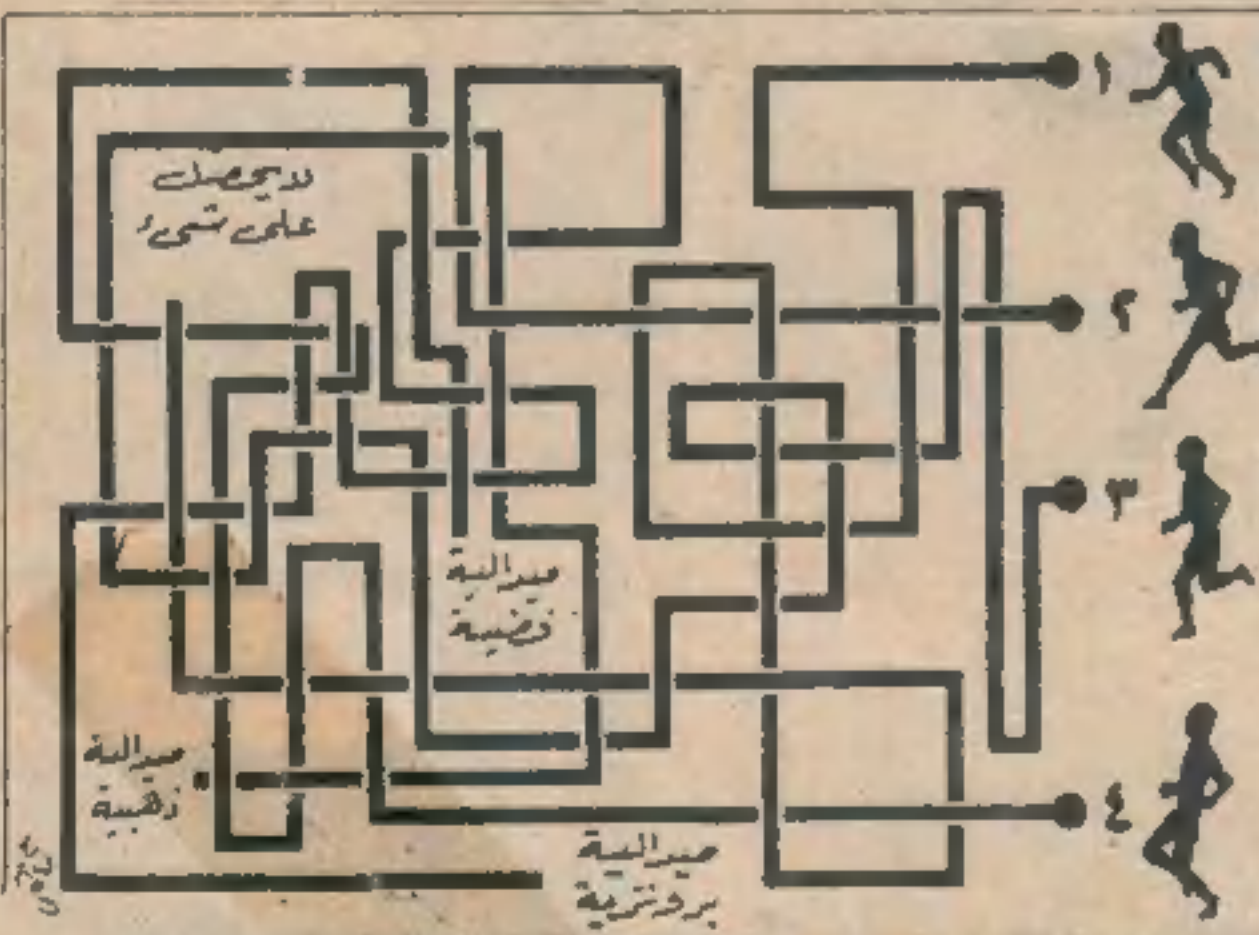 ١
لا يحصل
على شيء
٢
٣
ميدالية
فضية
ميدالية
ذهبية
٤
ميدالية
برونزية